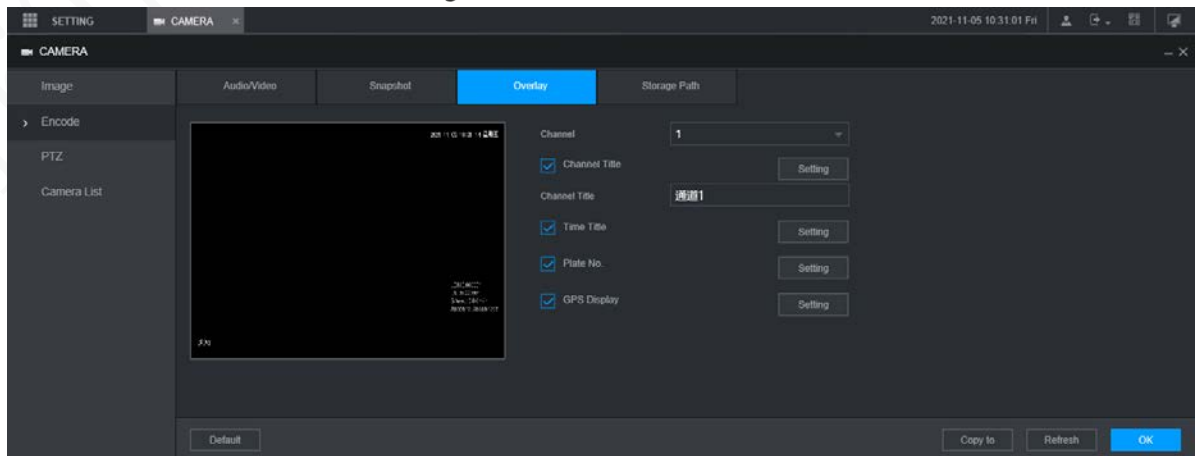 SETTING CAMERA × 2021-11-05 10:31:01 Fri
CAMERA
Image Audio/Video Snapshot Overlay Storage Path
Encode
PTZ
Camera List
Channel 1
Channel Title Setting
Channel Title 通道1
Time Title Setting
Plate No. Setting
GPS Display Setting
Default Copy to Refresh OK